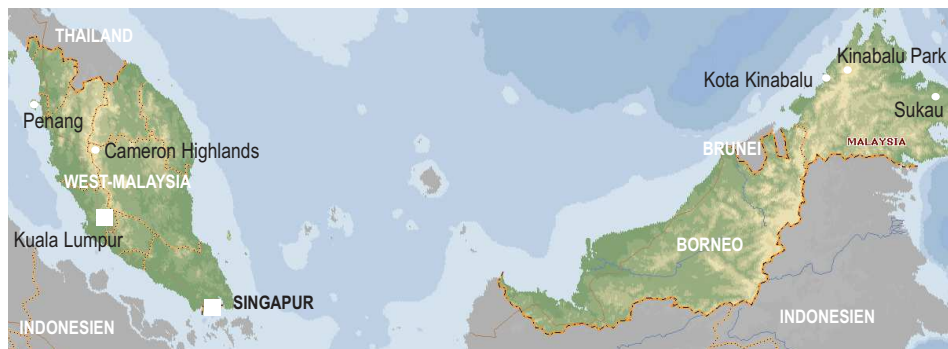 THAILAND
Kinabalu Park
Kota Kinabalu
Penang
Sukau
Cameron Highlands
BRUNEI
MALAYSIA
WEST-MALAYSIA
Kuala Lumpur
BORNEO
SINGAPUR
INDONESIEN
INDONESIEN